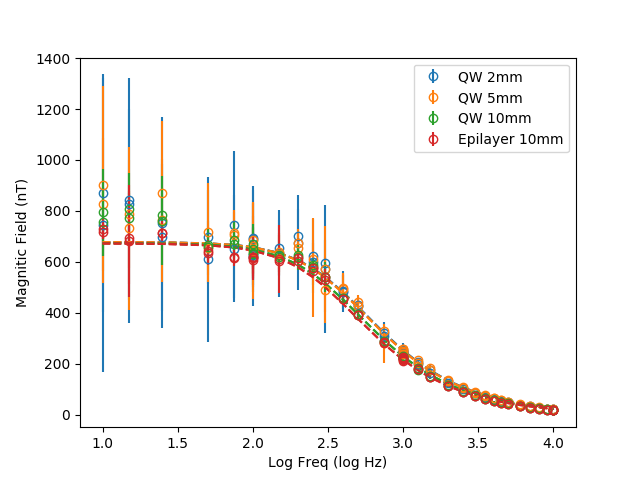 1400
1200
1000
800
600
400
200
0
Magnitic Field (nT)
QW 2mm
QW 5mm
QW 10mm
Epilayer 10mm
1.0 1.5 2.0 2.5 3.0 3.5 4.0
Log Freq (log Hz)